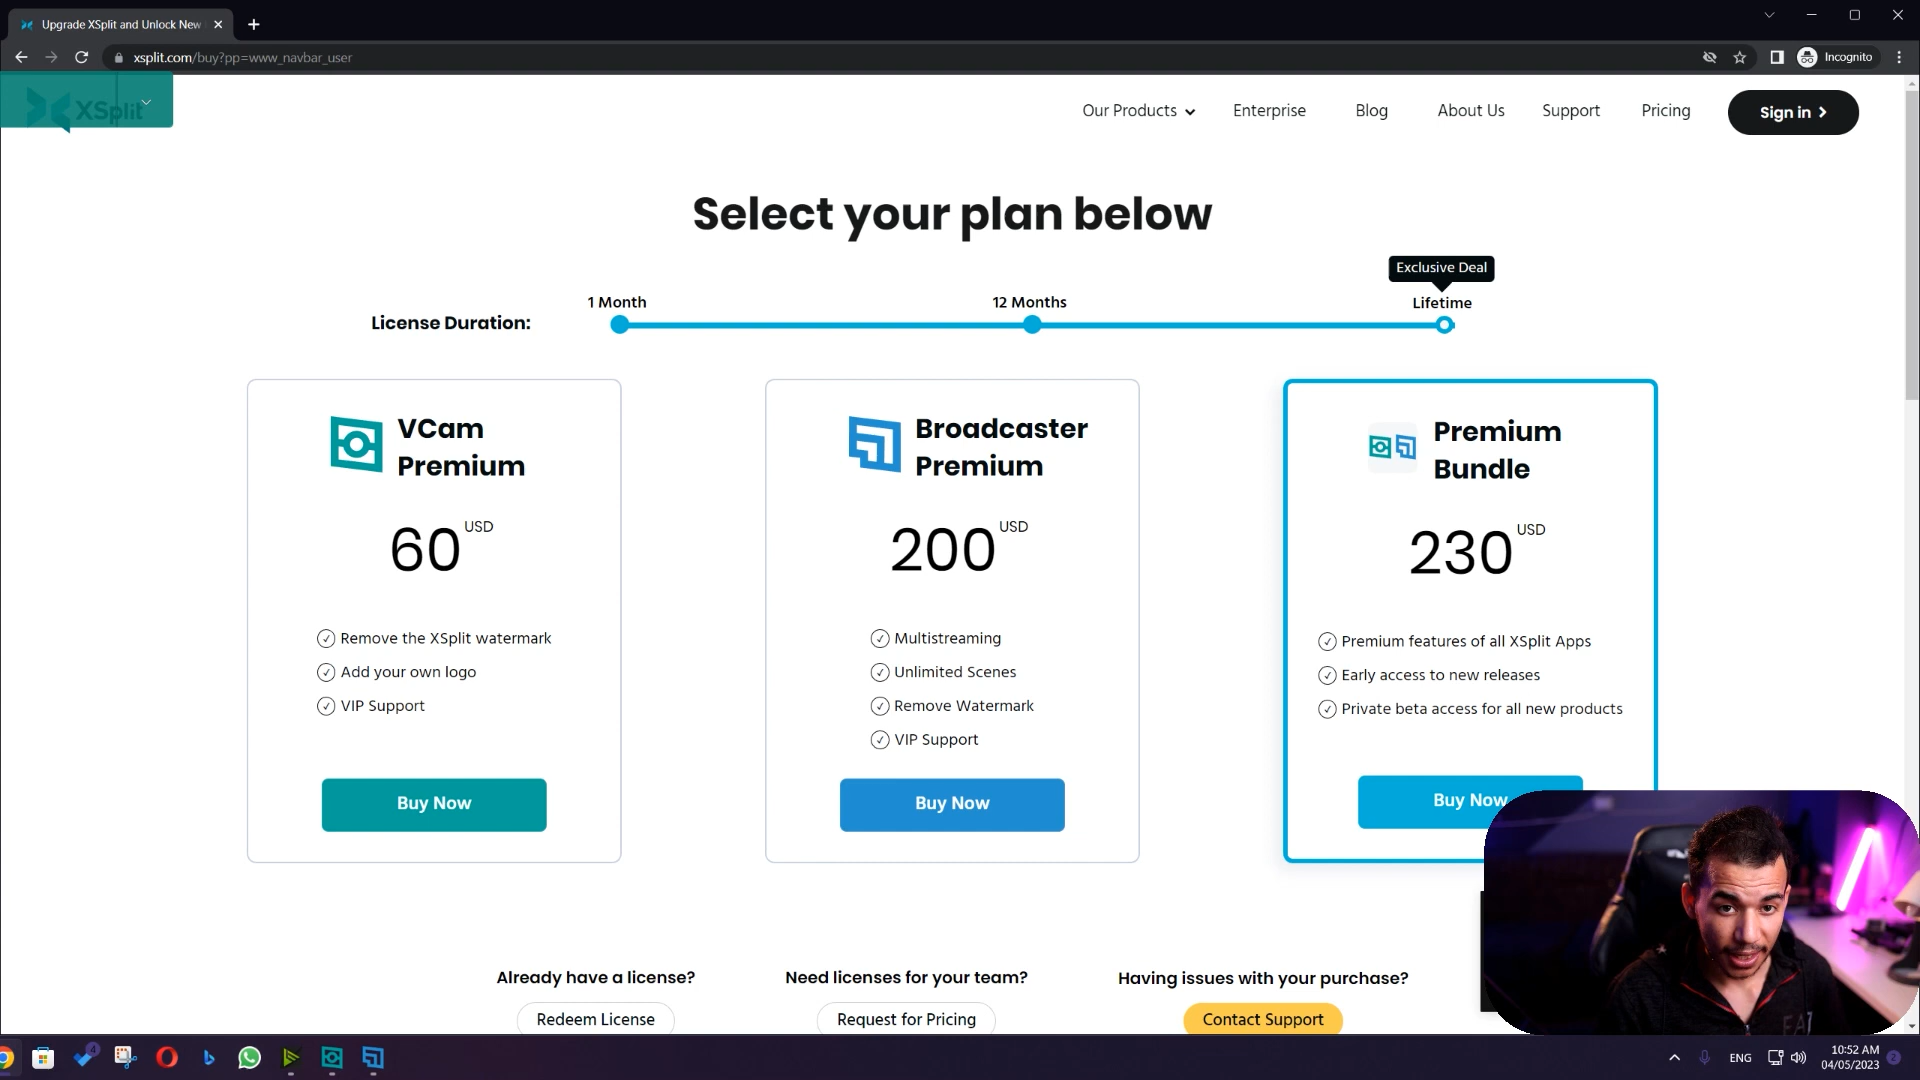 Upgrade XSplit and Unlock New
xsplit.com/buy?pp=www_navbar_user
Incognito
XSplit
Our Products
Enterprise
Blog
About Us
Support
Pricing
Sign in
Select your plan below
Exclusive Deal
1 Month
12 Months
Lifetime
License Duration:
VCam
Premium
60 USD
Remove the XSplit watermark
Add your own logo
VIP Support
Buy Now
Broadcaster
Premium
200 USD
Multistreaming
Unlimited Scenes
Remove Watermark
VIP Support
Buy Now
Premium
Bundle
230 USD
Premium features of all XSplit Apps
Early access to new releases
Private beta access for all new products
Buy Now
Already have a license?
Redeem License
Need licenses for your team?
Request for Pricing
Having issues with your purchase?
Contact Support
4
ENG
10:52 AM
04/05/2023
2